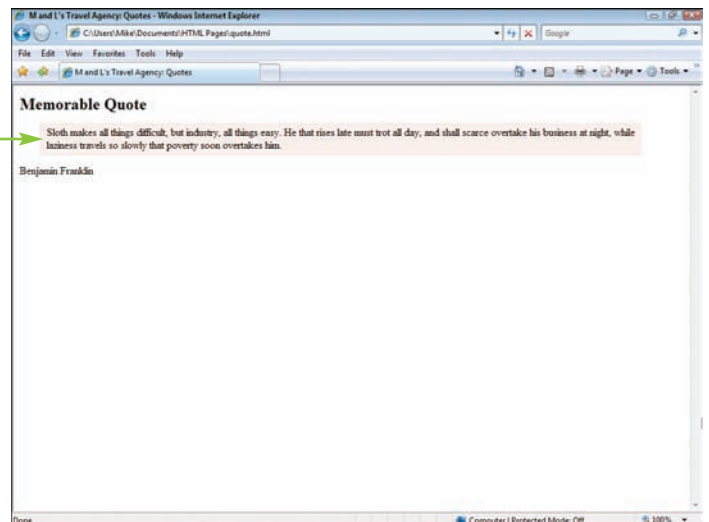 M and L's Travel Agency: Quotes - Windows Internet Explorer
C:\Users\Mike\Documents\HTML Pages\quote.html
Google
File Edit View Favorites Tools Help
M and L's Travel Agency: Quotes
Page Tools
Memorable Quote
Sloth makes all things difficult, but industry, all things easy. He that rises late must trot all day, and shall scarce overtake his business at night, while
laziness travels so slowly that poverty soon overtakes him.
Benjamin Franklin
Done
Computer | Protected Mode: Off
100%